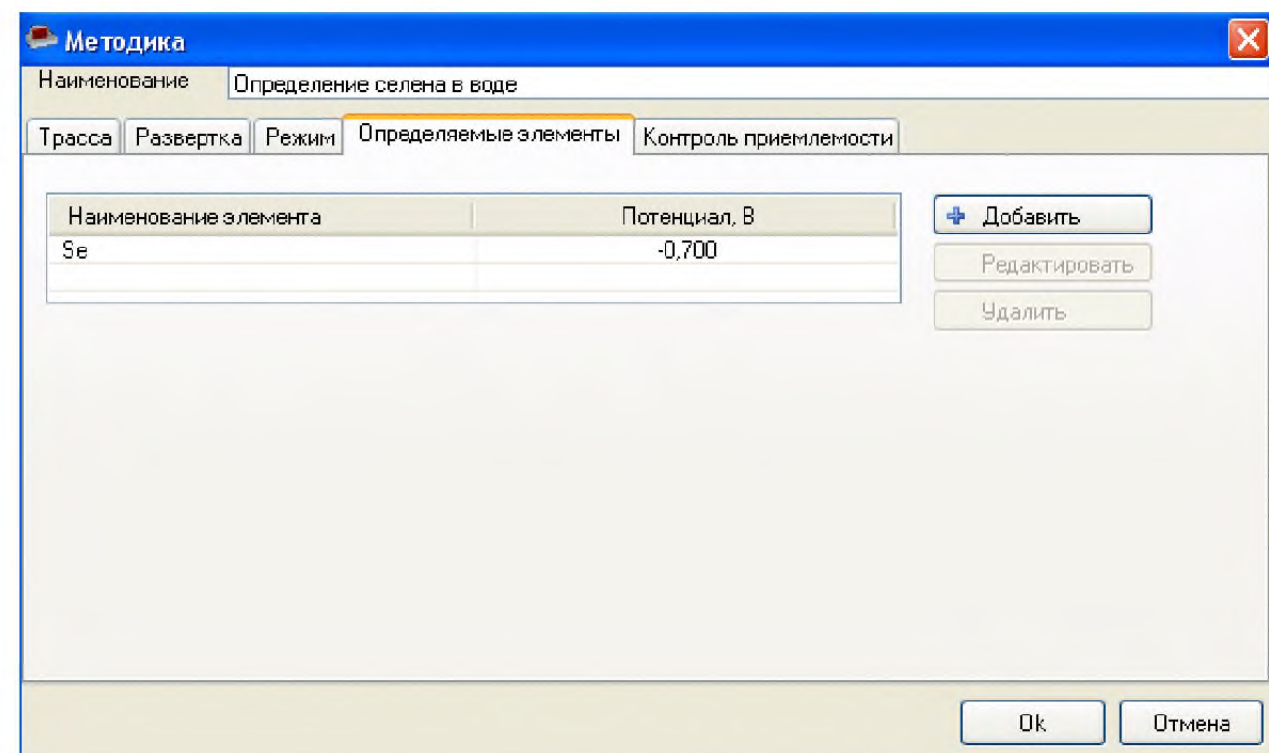 Методика
Наименование Определение селена в воде
Трасса Развертка Режим Определяемые элементы Контроль приемлемости
Наименование элемента Потенциал, В
Se -0,700
Добавить
Редактировать
Удалить
Ok Отмена